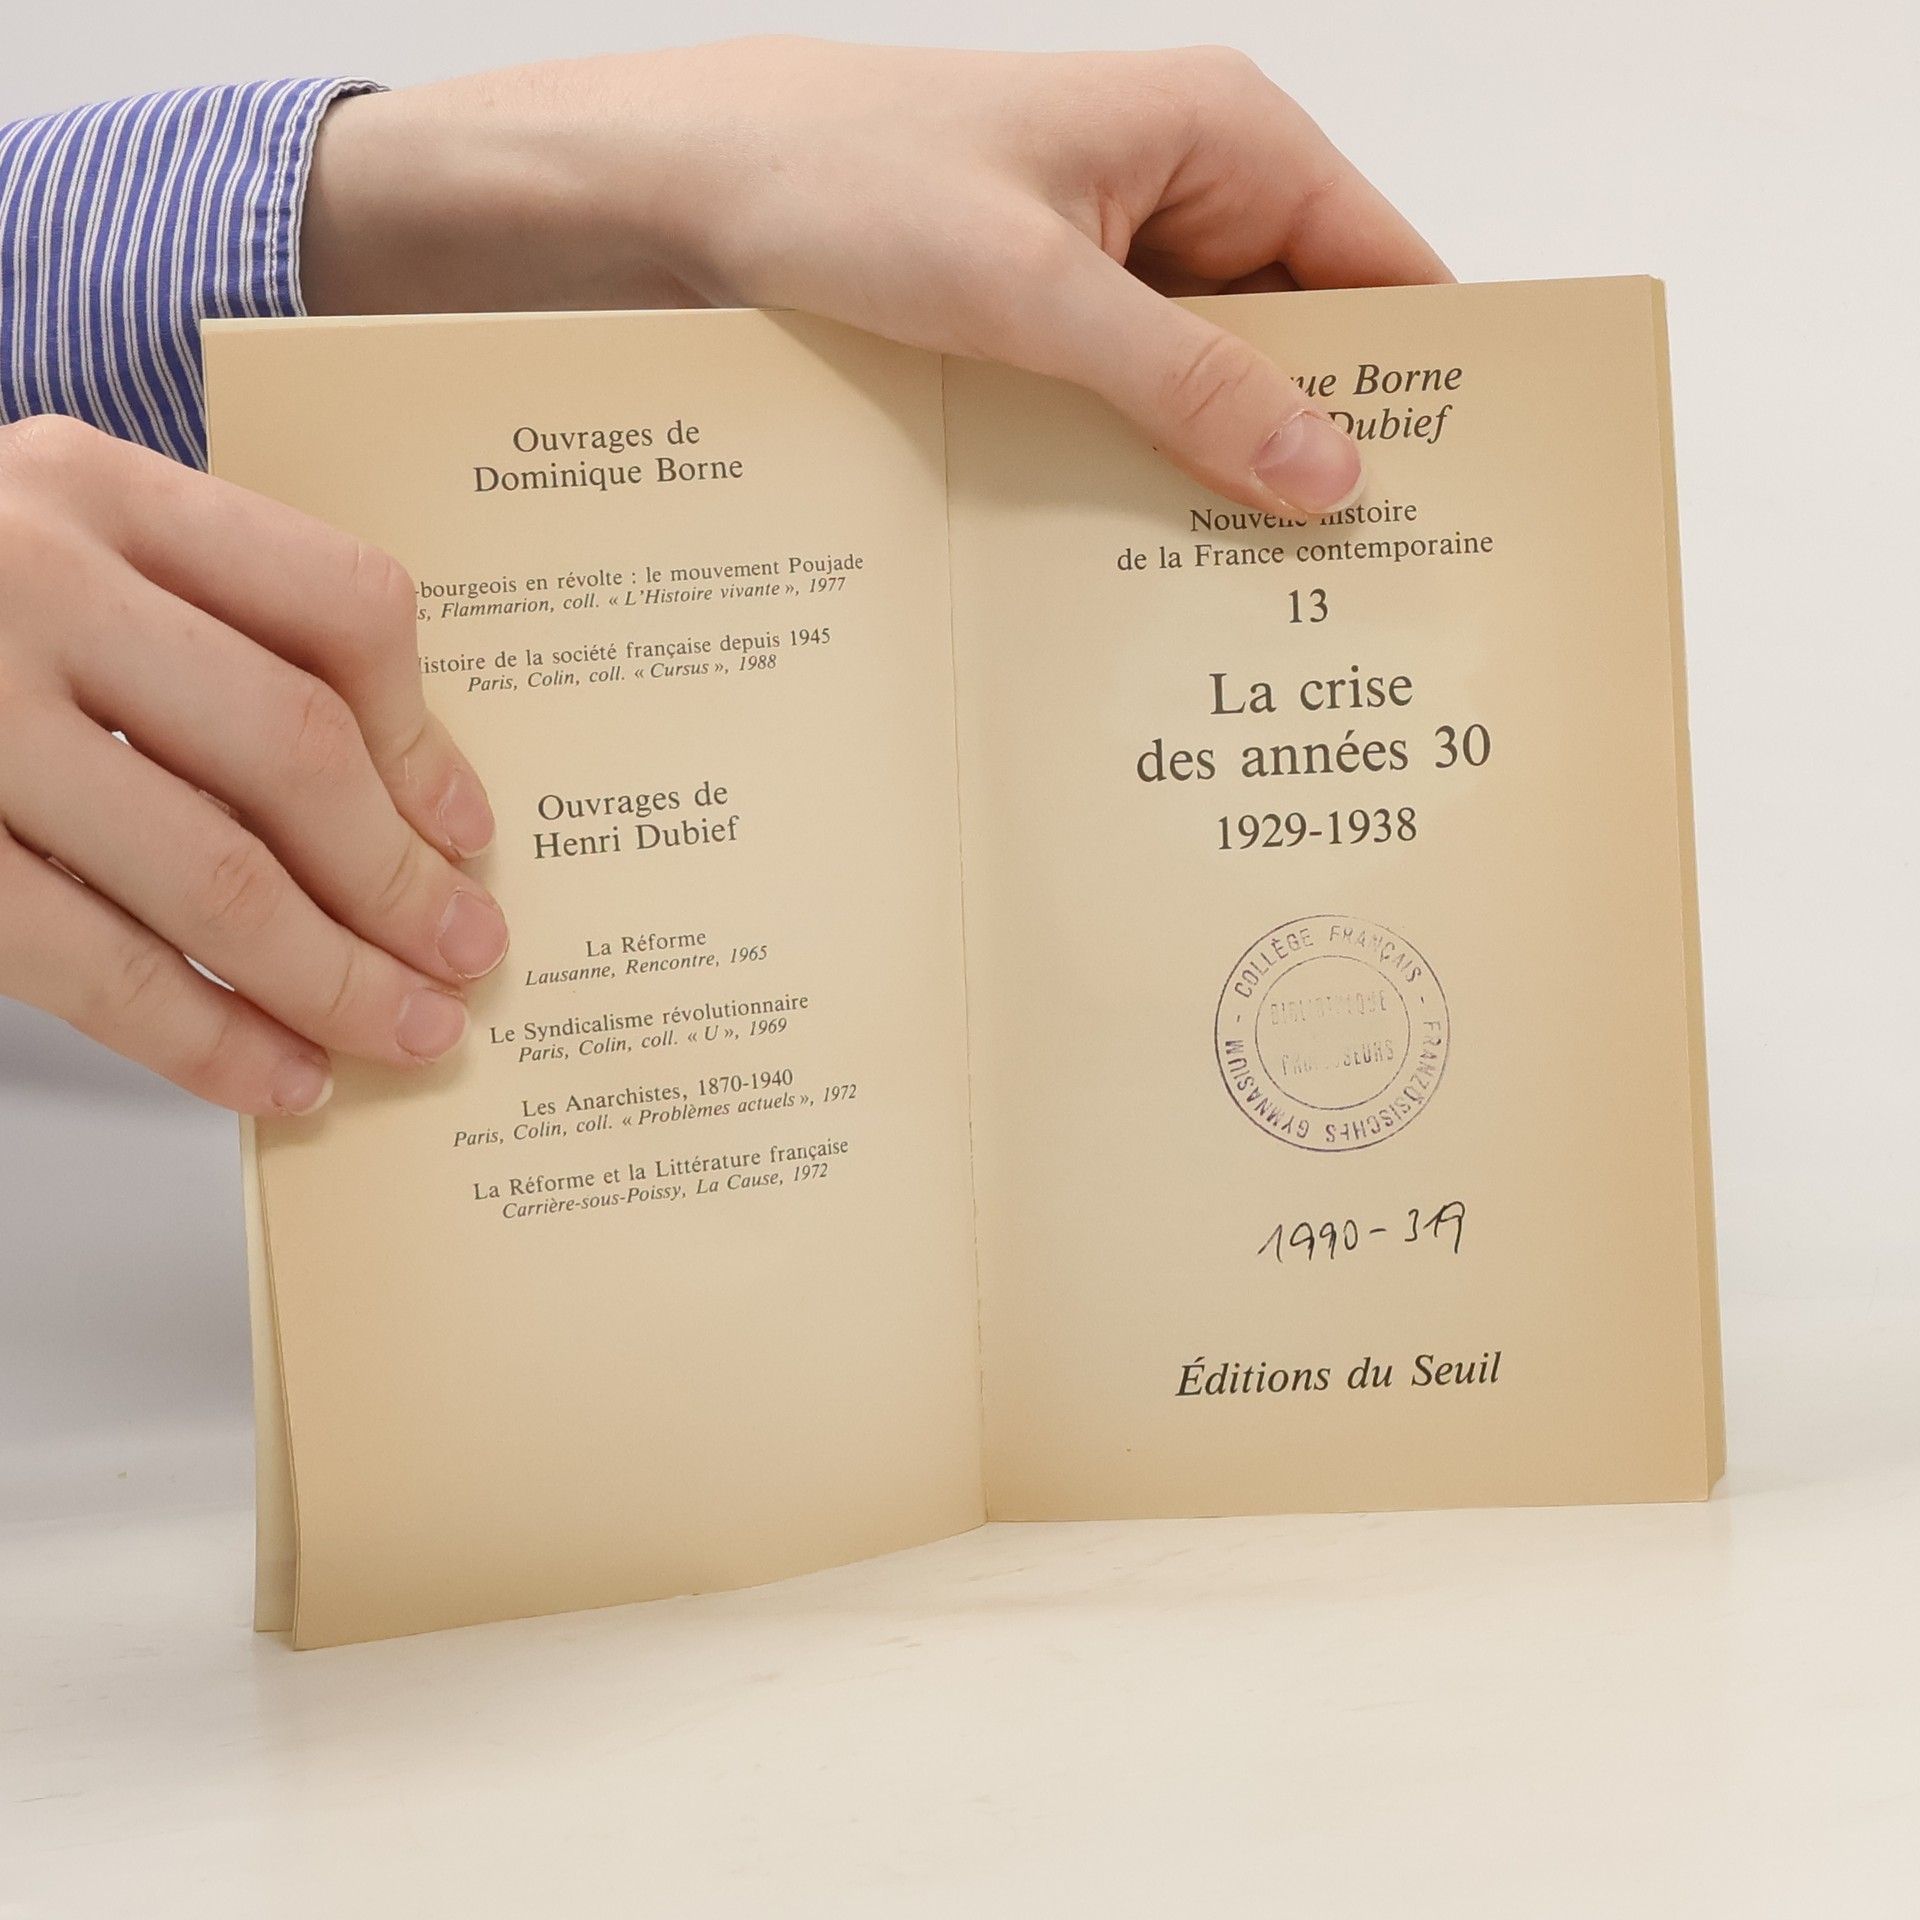 Ouvrages de
Dominique Borne
-bourgeois en révolte : le mouvement Poujade
s, Flammarion, coll. « L'Histoire vivante », 1977
istoire de la société française depuis 1945
Paris, Colin, coll. « Cursus », 1988
Ouvrages de
Henri Dubief
La Réforme
Lausanne, Rencontre, 1965
Le Syndicalisme révolutionnaire
Paris, Colin, coll. « U », 1969
Les Anarchistes, 1870-1940
Paris, Colin, coll. « Problèmes actuels », 1972
La Réforme et la Littérature française
Carrière-sous-Poissy, La Cause, 1972
ue Borne
Dubief
Nouvelle histoire
de la France contemporaine
13
La crise
des années 30
1929-1938
- COLLÈGE FRANÇAIS -
FRANZÖSISCHES GYMNASIUM
BIBLIOTHÈQUE
1990-319
Éditions du Seuil